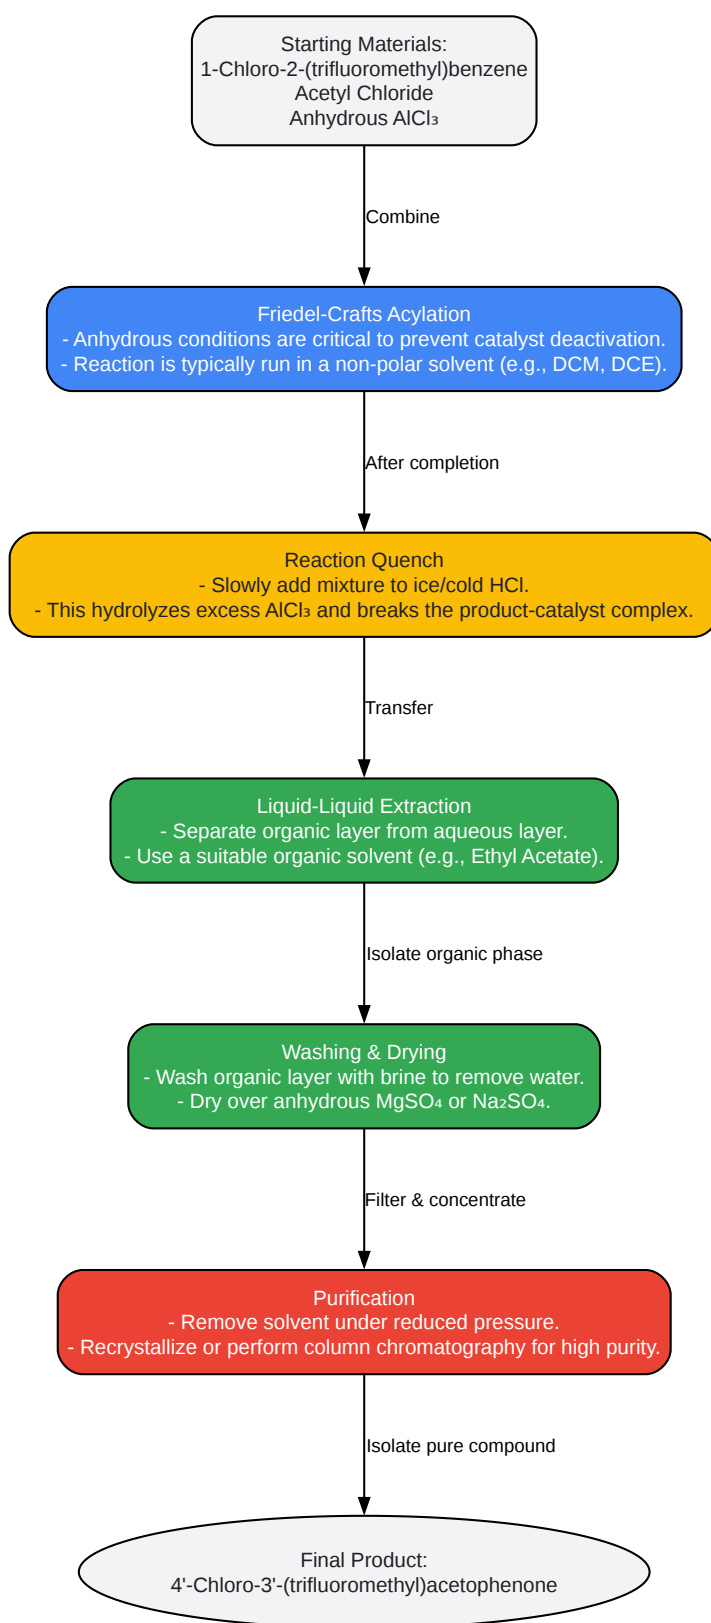 Starting Materials:
1-Chloro-2-(trifluoromethyl)benzene
Acetyl Chloride
Anhydrous AlCl₃
Combine
Friedel-Crafts Acylation
- Anhydrous conditions are critical to prevent catalyst deactivation.
- Reaction is typically run in a non-polar solvent (e.g., DCM, DCE).
After completion
Reaction Quench
- Slowly add mixture to ice/cold HCl.
- This hydrolyzes excess AlCl₃ and breaks the product-catalyst complex.
Transfer
Liquid-Liquid Extraction
- Separate organic layer from aqueous layer.
- Use a suitable organic solvent (e.g., Ethyl Acetate).
Isolate organic phase
Washing & Drying
- Wash organic layer with brine to remove water.
- Dry over anhydrous MgSO₄ or Na₂SO₄.
Filter & concentrate
Purification
- Remove solvent under reduced pressure.
- Recrystallize or perform column chromatography for high purity.
Isolate pure compound
Final Product:
4'-Chloro-3'-(trifluoromethyl)acetophenone